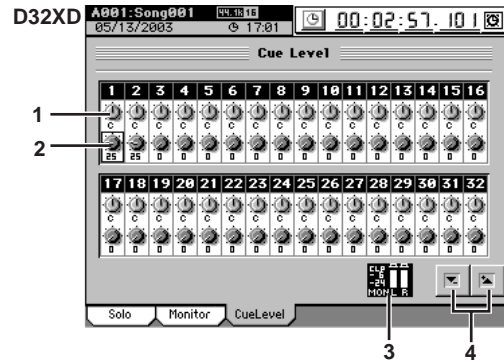 D32XD
A001:Song001 44.1k 16
05/13/2003 17:01
00:02:57.101
Cue Level
1 2 3 4 5 6 7 8 9 10 11 12 13 14 15 16
C C C C C C C C C C C C C C C C
25 25 0 0 0 0 0 0 0 0 0 0 0 0 0 0
17 18 19 20 21 22 23 24 25 26 27 28 29 30 31 32
C C C C C C C C C C C C C C C C
0 0 0 0 0 0 0 0 0 0 0 0 0 0 0 0
CLP
-6
-24
MON L R
Solo Monitor CueLevel
1
2
3
4